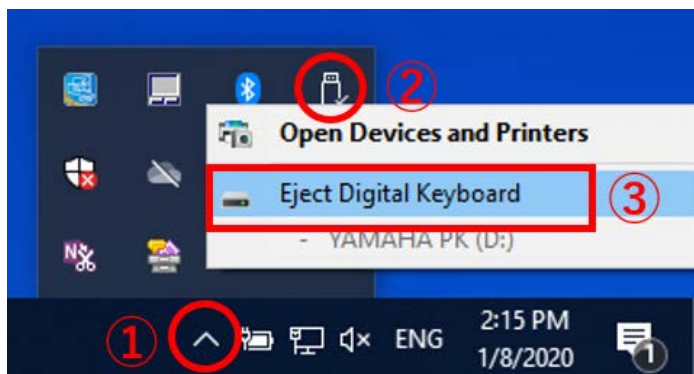 ②
Open Devices and Printers
Eject Digital Keyboard
③
- YAMAHA PK (D:)
N
①
ENG
2:15 PM
1/8/2020
1